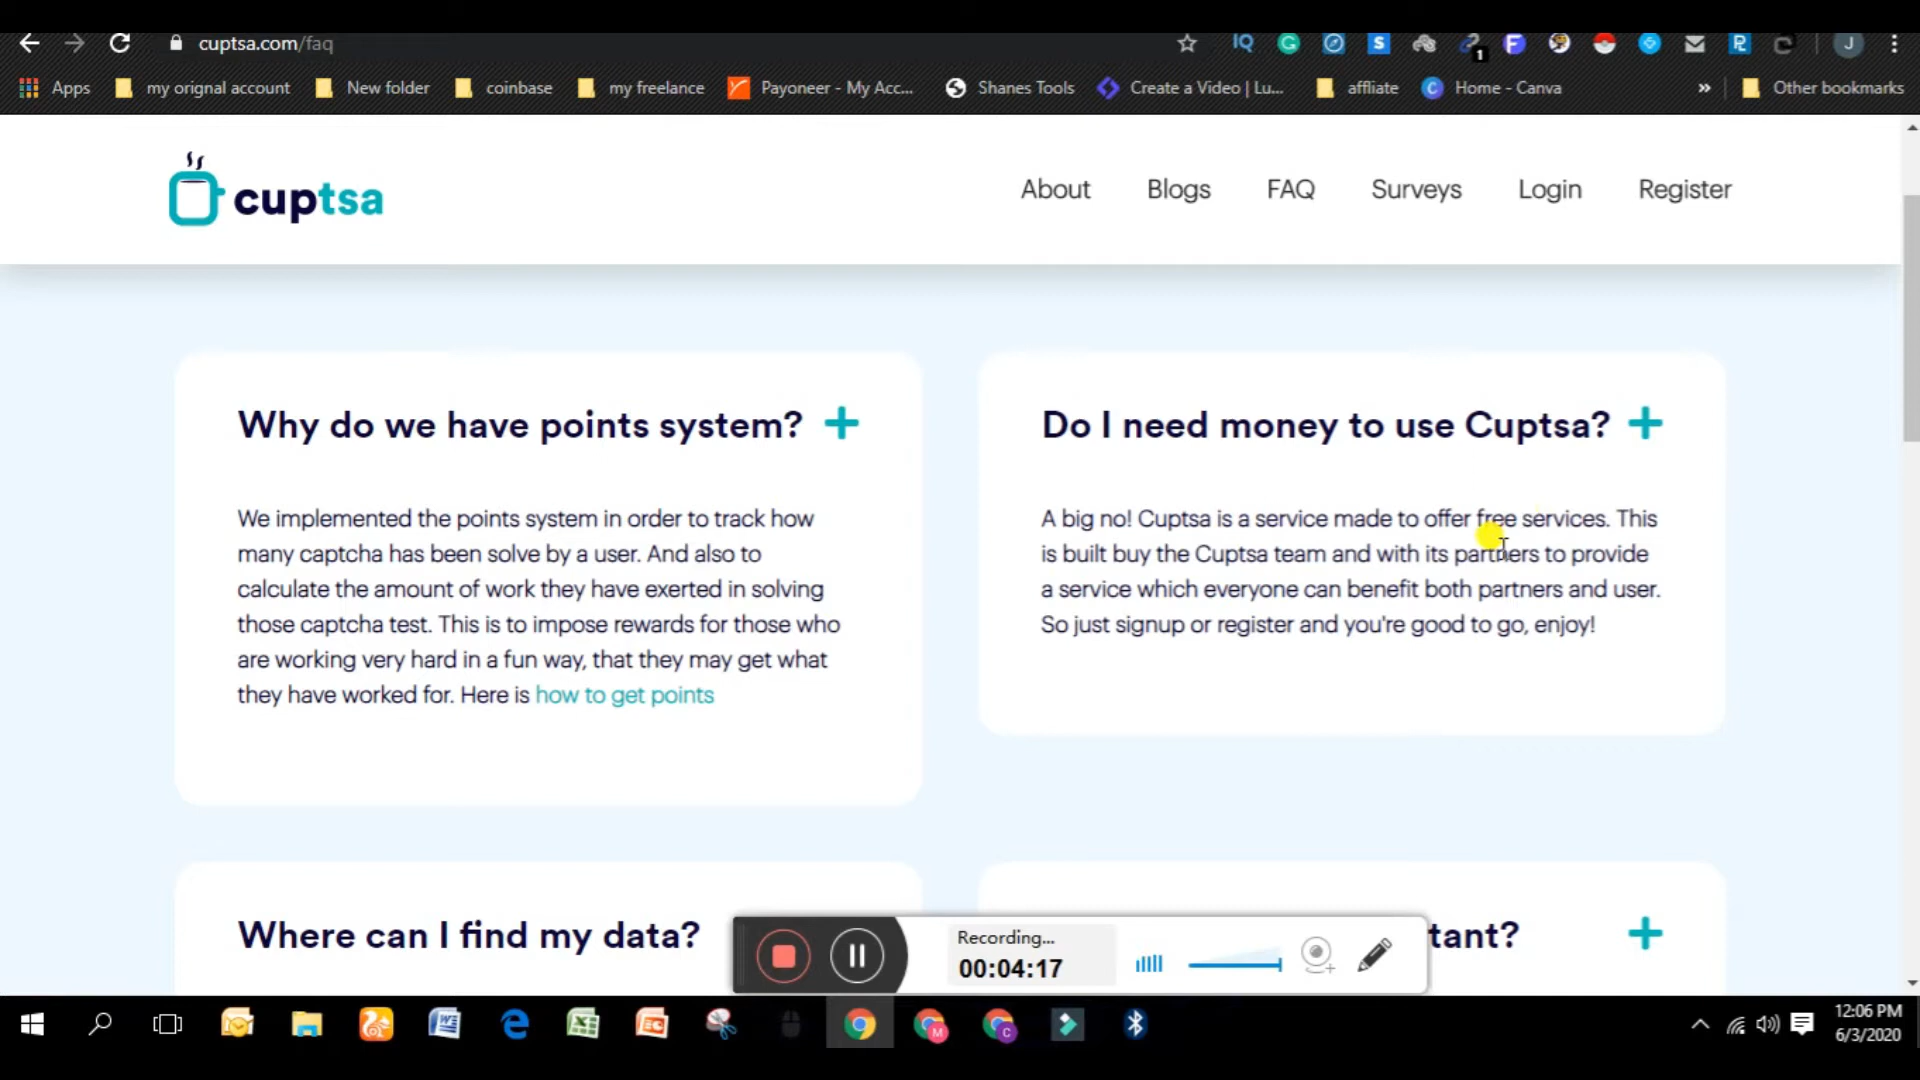 cuptsa.com/faq
1
J
Apps
my orignal account
New folder
coinbase
my freelance
Payoneer - My Acc...
Shanes Tools
Create a Video | Lu...
affliate
Home - Canva
»
Other bookmarks
cuptsa
About
Blogs
FAQ
Surveys
Login
Register
Why do we have points system?
We implemented the points system in order to track how
many captcha has been solve by a user. And also to
calculate the amount of work they have exerted in solving
those captcha test. This is to impose rewards for those who
are working very hard in a fun way, that they may get what
they have worked for. Here is how to get points
Do I need money to use Cuptsa?
A big no! Cuptsa is a service made to offer free services. This
is built buy the Cuptsa team and with its partners to provide
a service which everyone can benefit both partners and user.
So just signup or register and you're good to go, enjoy!
Where can I find my data?
tant?
Recording...
00:04:17
12:06 PM
6/3/2020